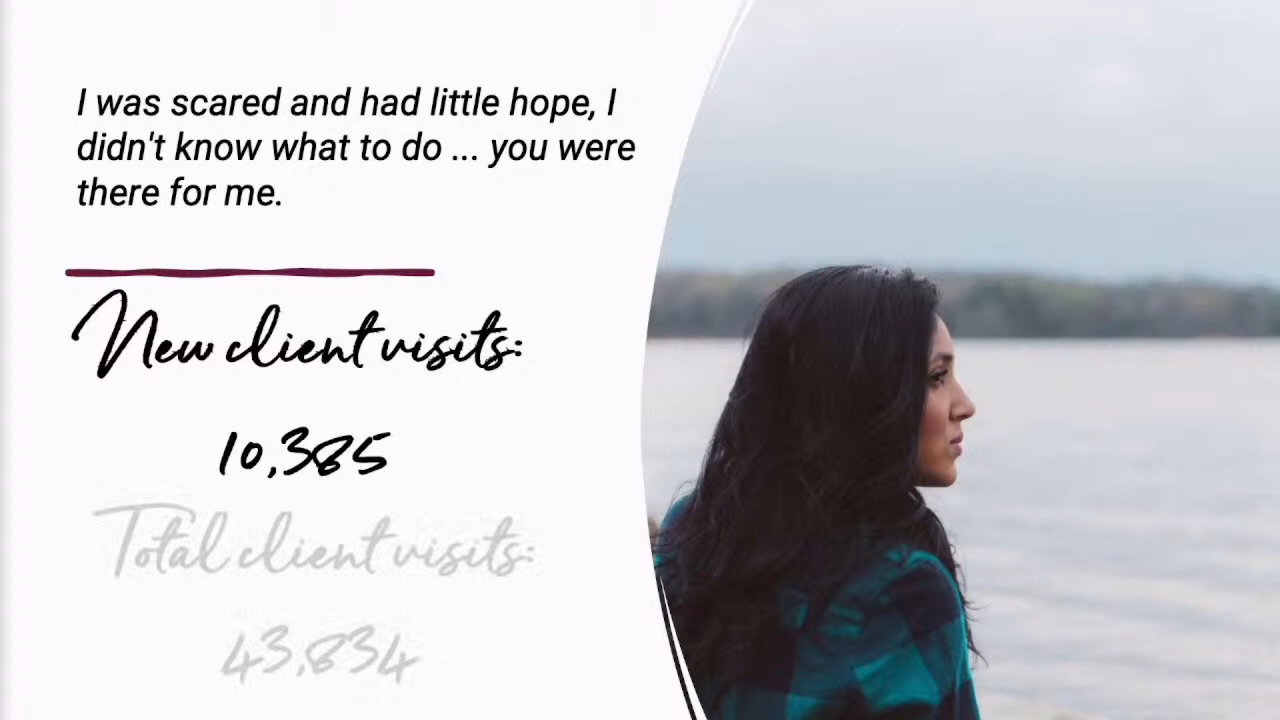 I was scared and had little hope, I
didn't know what to do ... you were
there for me.
New client visits:
10,385
Total client visits:
43,834